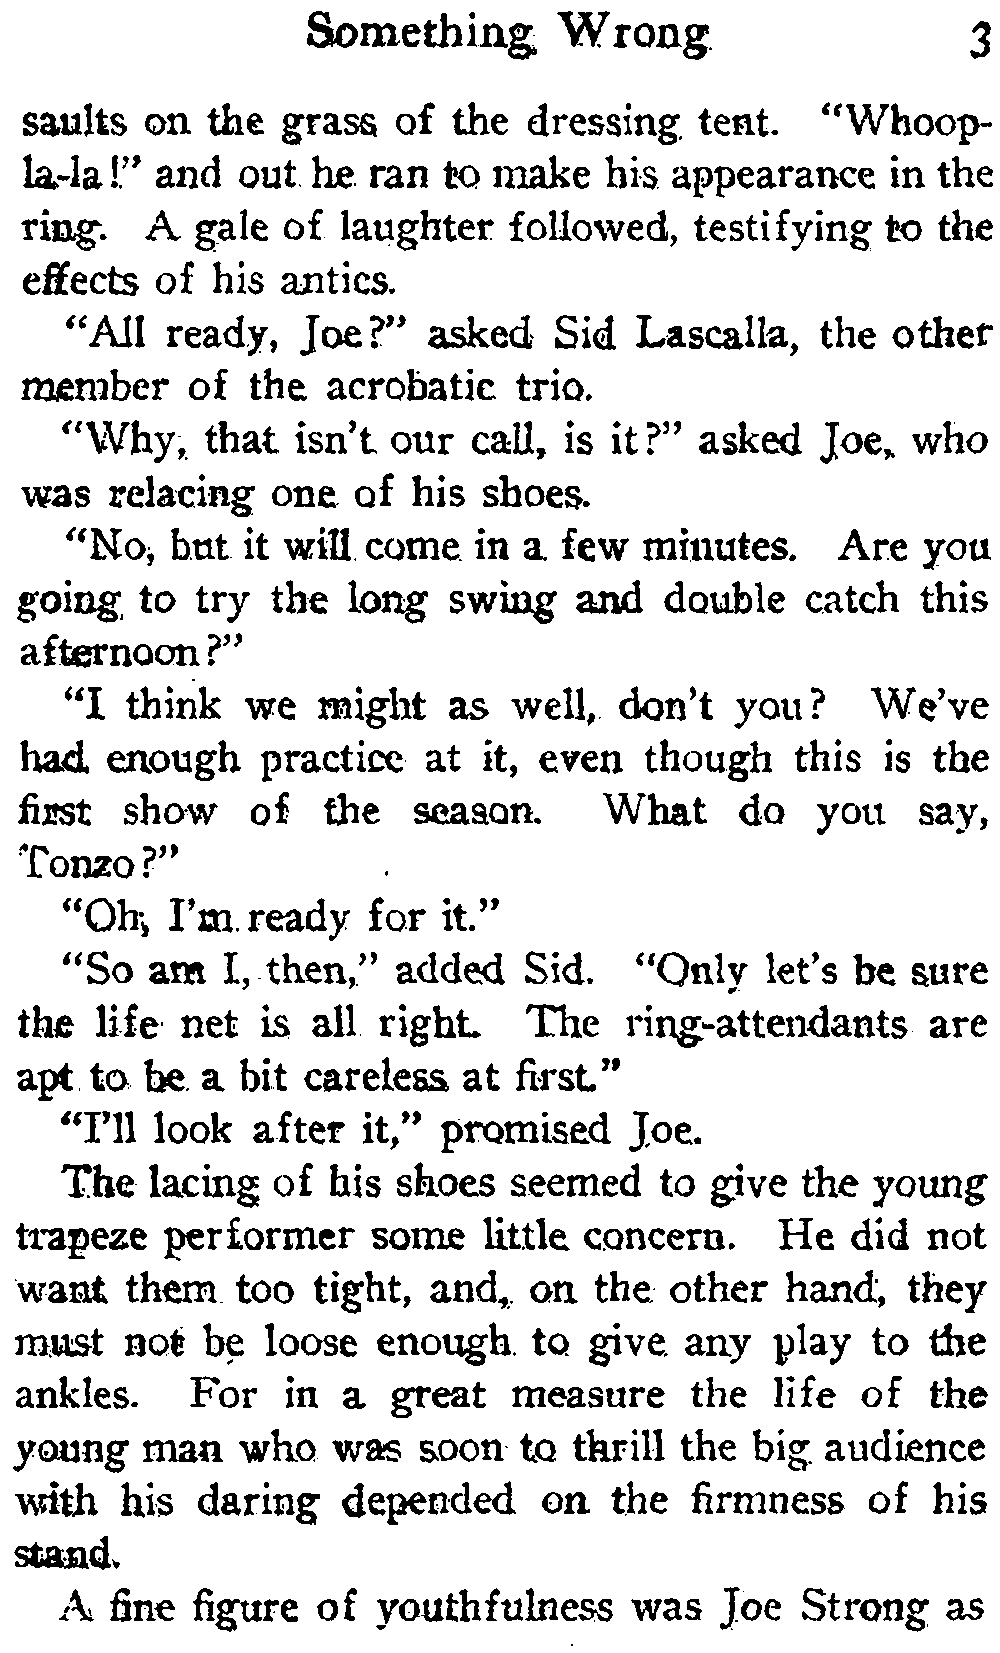 Something Wrong 3
saults on the grass of the dressing tent. "Whoop-
la-la!" and out he ran to make his appearance in the
ring. A gale of laughter followed, testifying to the
effects of his antics.
"All ready, Joe?" asked Sid Lascalla, the other
member of the acrobatic trio.
"Why, that isn't our call, is it?" asked Joe, who
was relacing one of his shoes.
"No, but it will come in a few minutes. Are you
going to try the long swing and double catch this
afternoon?"
"I think we might as well, don't you? We've
had enough practice at it, even though this is the
first show of the season. What do you say,
Tonzo?"
"Oh, I'm ready for it."
"So am I, then," added Sid. "Only let's be sure
the life net is all right. The ring-attendants are
apt to be a bit careless at first."
"I'll look after it," promised Joe.
The lacing of his shoes seemed to give the young
trapeze performer some little concern. He did not
want them too tight, and, on the other hand, they
must not be loose enough to give any play to the
ankles. For in a great measure the life of the
young man who was soon to thrill the big audience
with his daring depended on the firmness of his
stand.
A fine figure of youthfulness was Joe Strong as